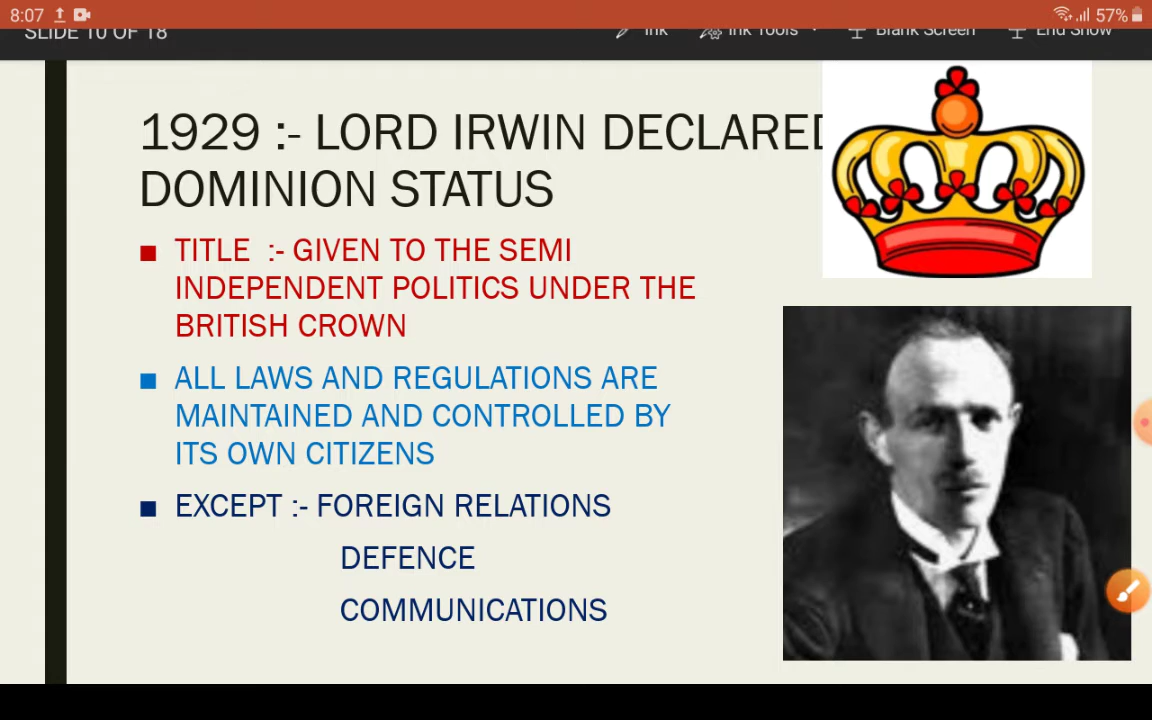 8:07
57%
SLIDE 10 OF 18
Ink
Ink Tools
Blank Screen
End Show
1929 :- LORD IRWIN DECLARED
DOMINION STATUS
TITLE :- GIVEN TO THE SEMI
INDEPENDENT POLITICS UNDER THE
BRITISH CROWN
ALL LAWS AND REGULATIONS ARE
MAINTAINED AND CONTROLLED BY
ITS OWN CITIZENS
EXCEPT :- FOREIGN RELATIONS
DEFENCE
COMMUNICATIONS